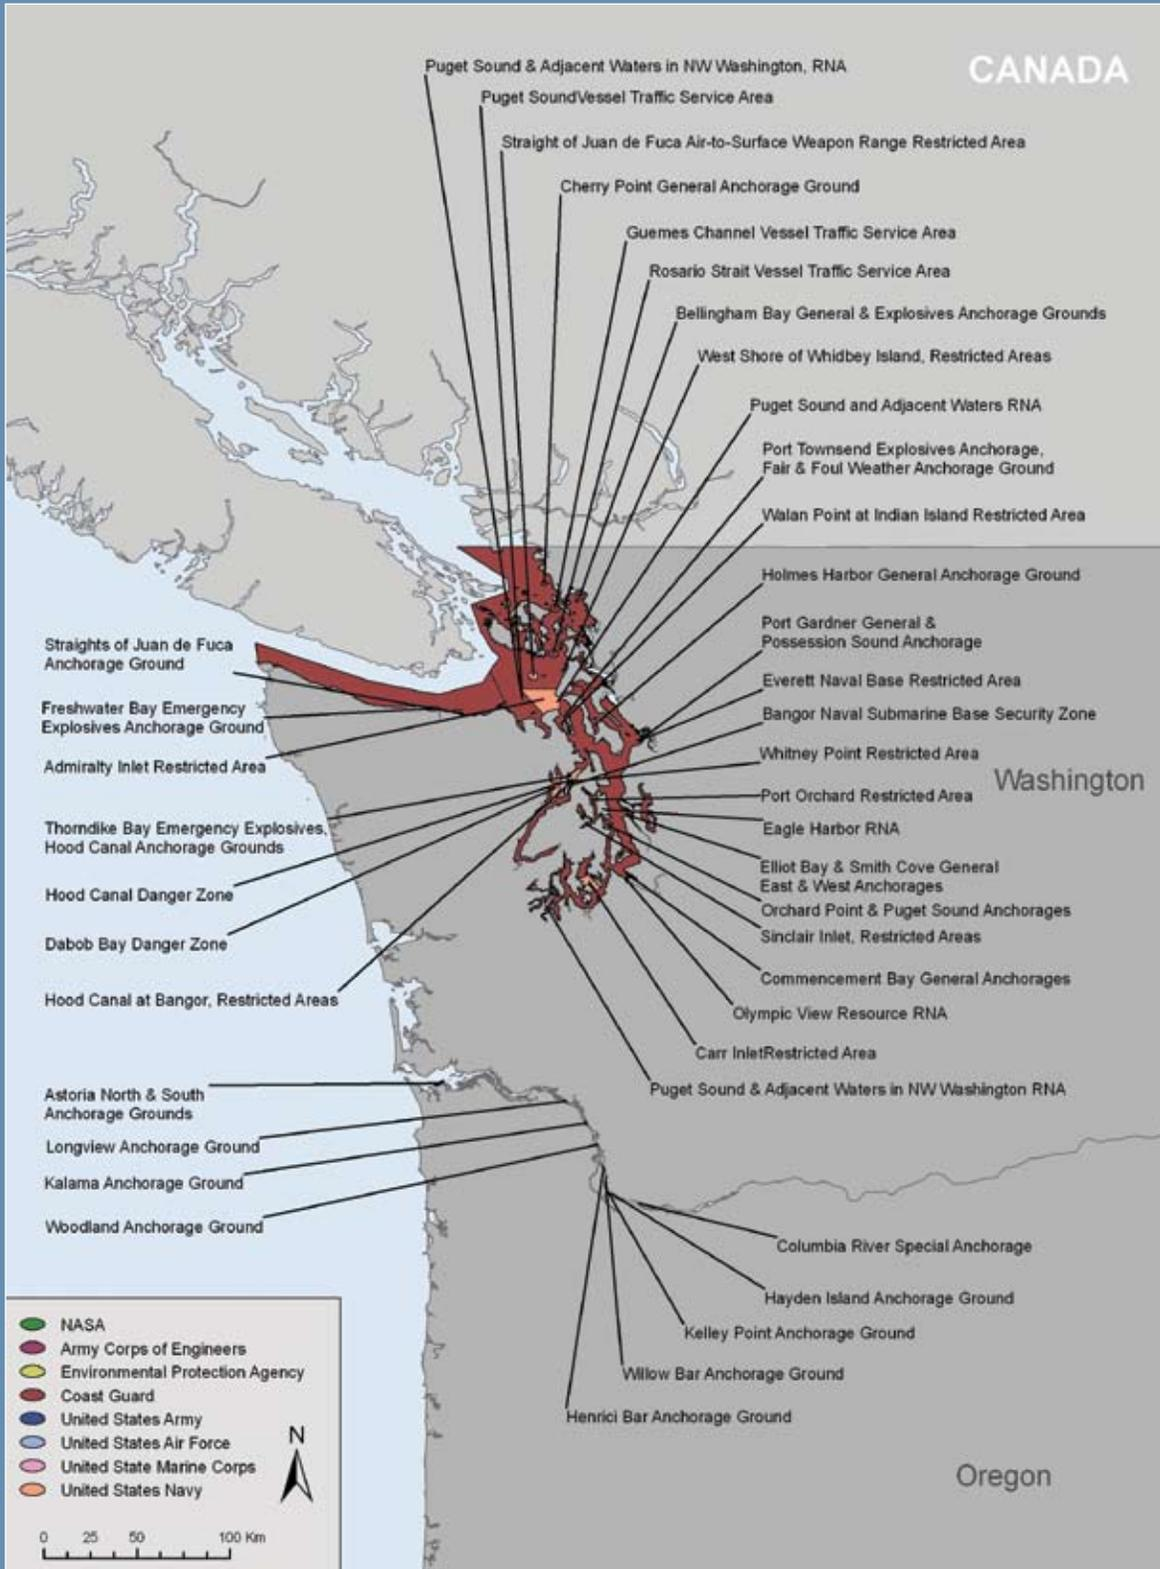 Puget Sound & Adjacent Waters in NW Washington, RNA
CANADA
Puget SoundVessel Traffic Service Area
Straight of Juan de Fuca Air-to-Surface Weapon Range Restricted Area
Cherry Point General Anchorage Ground
Guemes Channel Vessel Traffic Service Area
Rosario Strait Vessel Traffic Service Area
Bellingham Bay General & Explosives Anchorage Grounds
West Shore of Whidbey Island, Restricted Areas
Puget Sound and Adjacent Waters RNA
Port Townsend Explosives Anchorage,
Fair & Foul Weather Anchorage Ground
Walan Point at Indian Island Restricted Area
Holmes Harbor General Anchorage Ground
Port Gardner General &
Possession Sound Anchorage
Everett Naval Base Restricted Area
Bangor Naval Submarine Base Security Zone
Whitney Point Restricted Area
Washington
Port Orchard Restricted Area
Eagle Harbor RNA
Elliot Bay & Smith Cove General
East & West Anchorages
Orchard Point & Puget Sound Anchorages
Sinclair Inlet, Restricted Areas
Commencement Bay General Anchorages
Olympic View Resource RNA
Carr InletRestricted Area
Puget Sound & Adjacent Waters in NW Washington RNA
Straights of Juan de Fuca
Anchorage Ground
Freshwater Bay Emergency
Explosives Anchorage Ground
Admiralty Inlet Restricted Area
Thorndike Bay Emergency Explosives,
Hood Canal Anchorage Grounds
Hood Canal Danger Zone
Dabob Bay Danger Zone
Hood Canal at Bangor, Restricted Areas
Astoria North & South
Anchorage Grounds
Longview Anchorage Ground
Kalama Anchorage Ground
Woodland Anchorage Ground
Columbia River Special Anchorage
Hayden Island Anchorage Ground
Kelley Point Anchorage Ground
Willow Bar Anchorage Ground
Henrici Bar Anchorage Ground
Oregon
NASA
Army Corps of Engineers
Environmental Protection Agency
Coast Guard
United States Army
United States Air Force
United State Marine Corps
United States Navy
N
0 25 50 100 Km